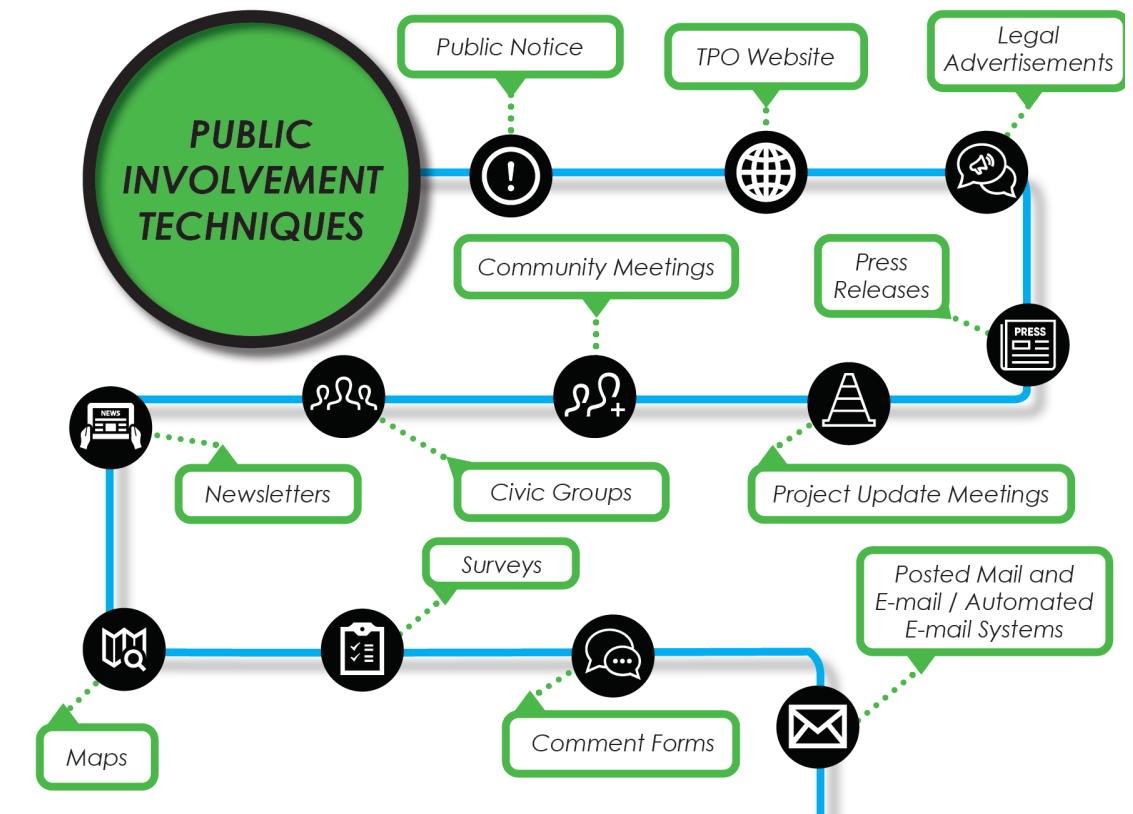 PUBLIC
INVOLVEMENT
TECHNIQUES
Public Notice
TPO Website
Legal
Advertisements
Press
Releases
PRESS
Community Meetings
Project Update Meetings
Civic Groups
NEWS
Newsletters
Maps
Surveys
Comment Forms
Posted Mail and
E-mail / Automated
E-mail Systems